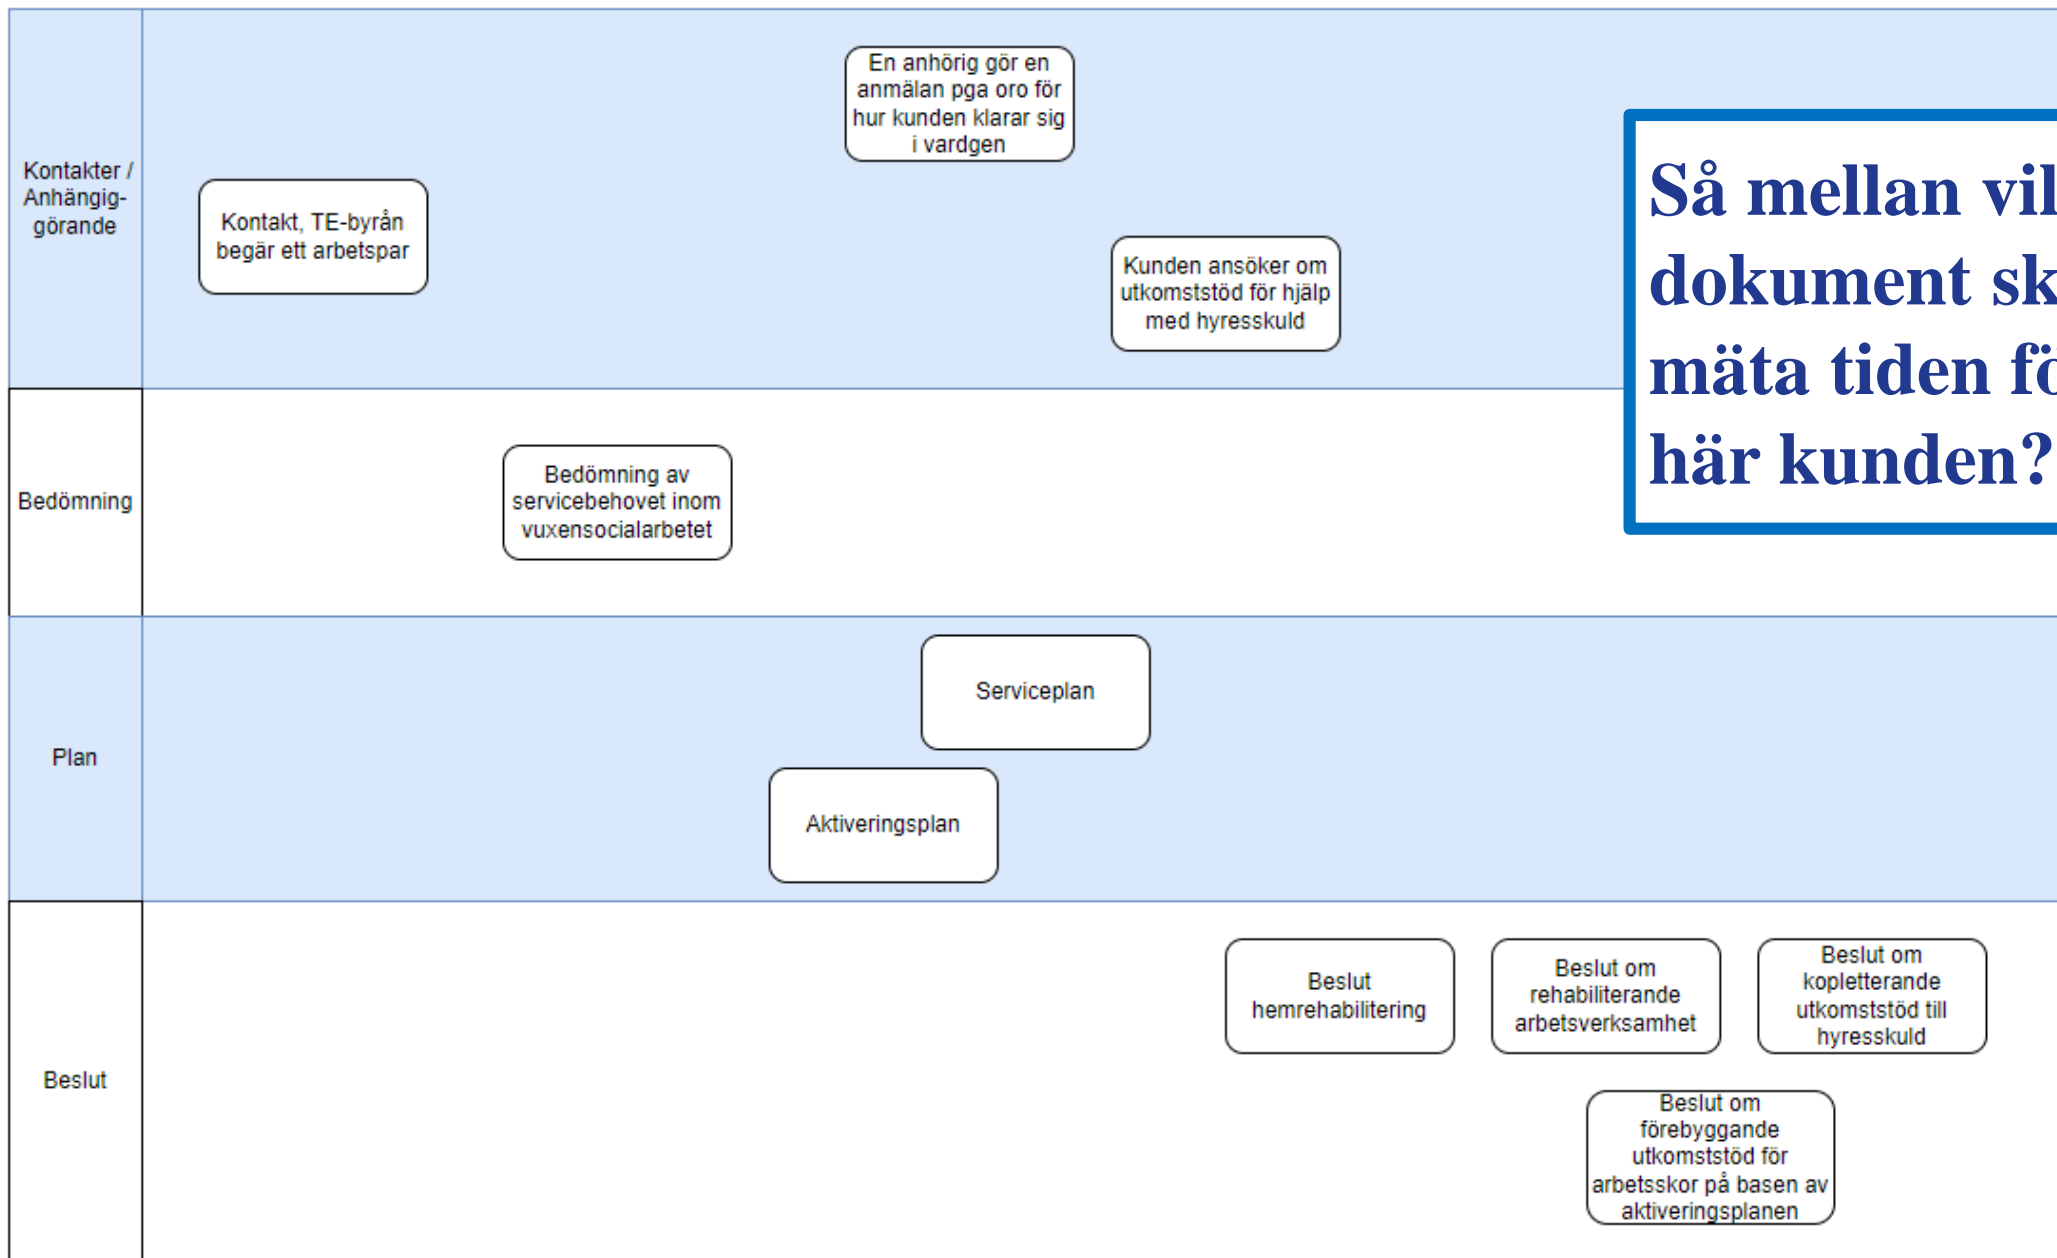 Kontakter /
Anhängig-
görande
Kontakt, TE-byrån
begär ett arbetspar
En anhörig gör en
anmälan pga oro för
hur kunden klarar sig
i vardgen
Kunden ansöker om
utkomststöd för hjälp
med hyresskuld
Så mellan vil
dokument sk
mäta tiden fö
här kunden?
Bedömning
Bedömning av
servicebehovet inom
vuxensocialarbetet
Plan
Serviceplan
Aktiveringsplan
Beslut
Beslut
hemrehabilitering
Beslut om
rehabiliterande
arbetsverksamhet
Beslut om
kopletterande
utkomststöd till
hyresskuld
Beslut om
förebyggande
utkomststöd för
arbetsskor på basen av
aktiveringsplanen